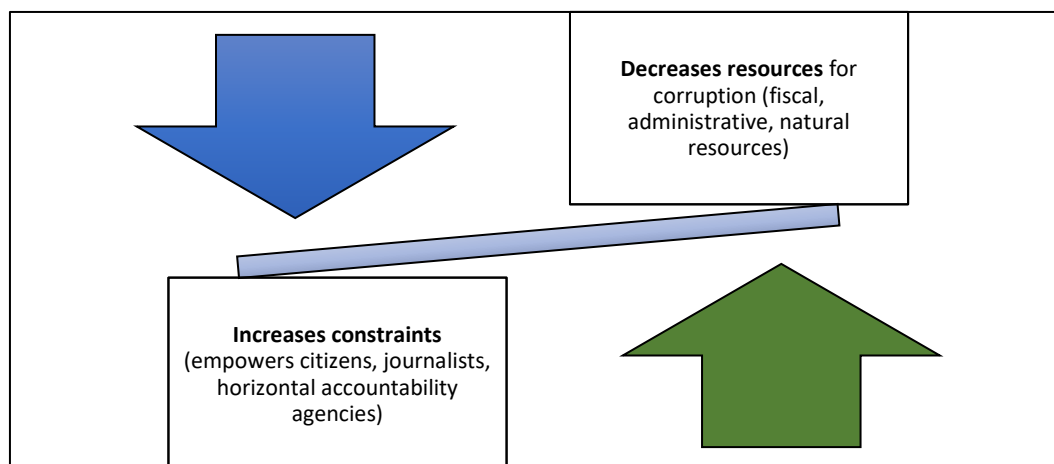 Decreases resources for
corruption (fiscal,
administrative, natural
resources)
Increases constraints
(empowers citizens, journalists,
horizontal accountability
agencies)